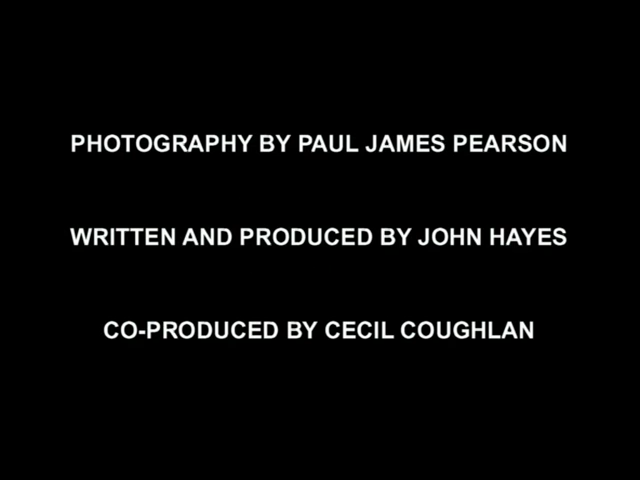 PHOTOGRAPHY BY PAUL JAMES PEARSON
WRITTEN AND PRODUCED BY JOHN HAYES
CO-PRODUCED BY CECIL COUGHLAN